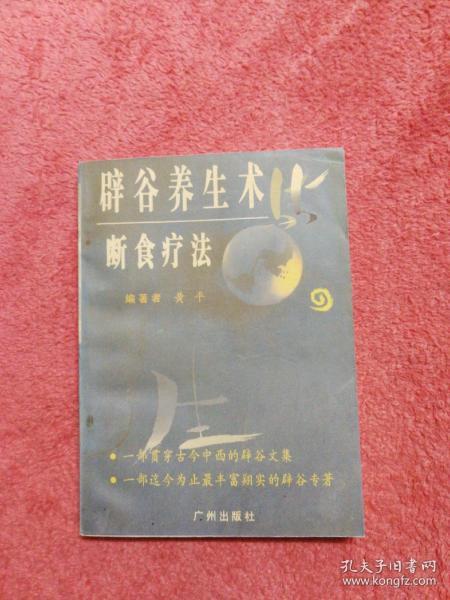 辟谷养生术
断食疗法
编著者 黄平
生
• 一部贯穿古今中西的辟谷文集
• 一部迄今为止最丰富翔实的辟谷专著
广州出版社
孔夫子旧书网
www.kongfz.com